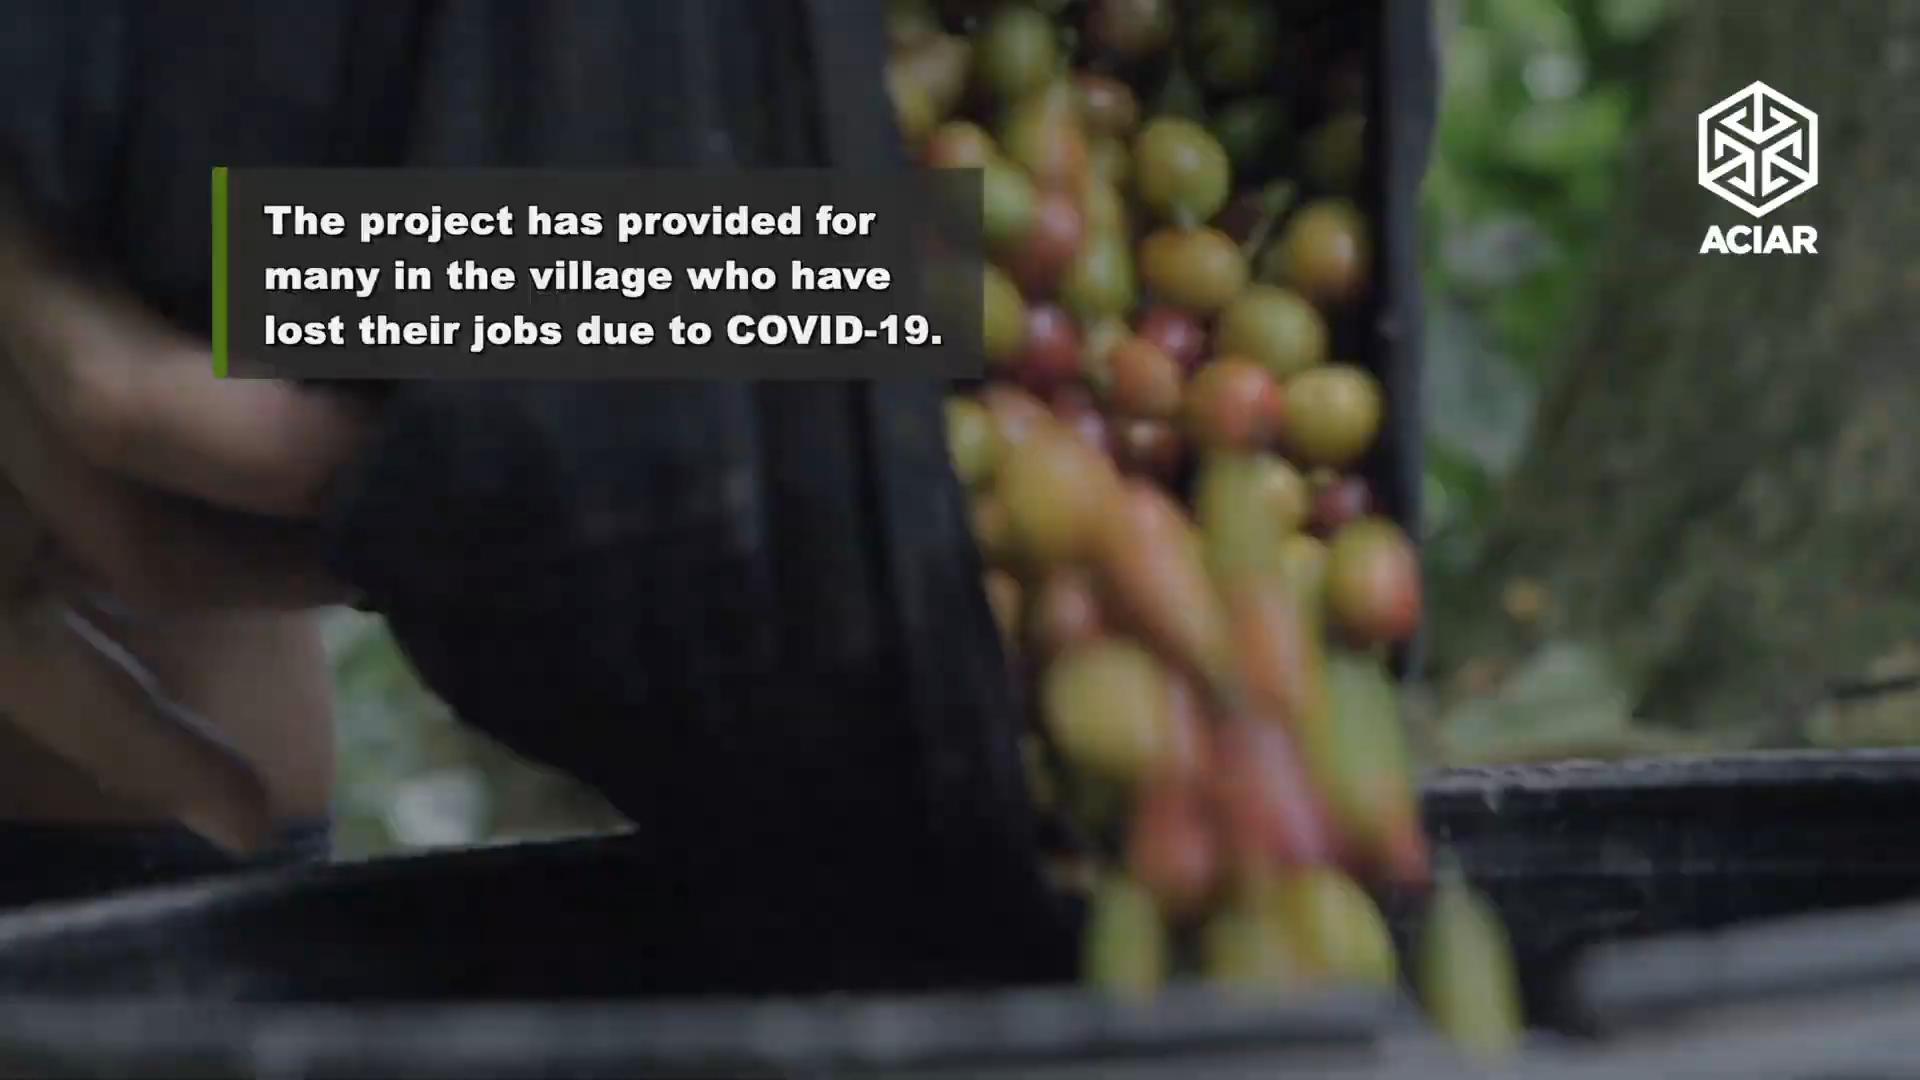 The project has provided for
many in the village who have
lost their jobs due to COVID-19.
ACIAR